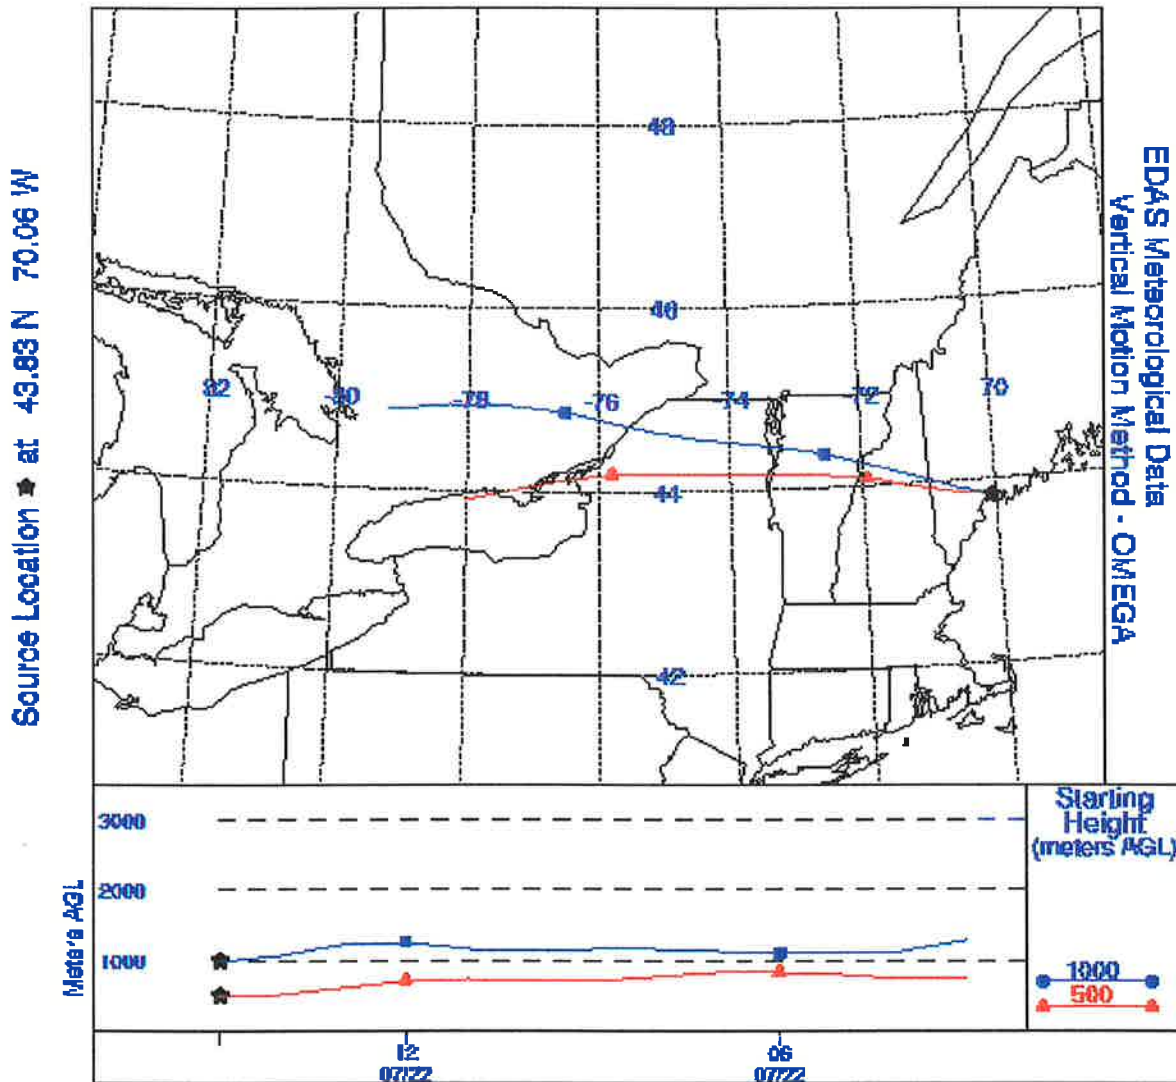 Source Location ★ at 43.83 N 70.06 W
EDAS Meteorological Data
Vertical Motion Method - OMEGA
48
46
82
-80
-78
-76
74
-72
70
44
42
3000
2000
1000
Meters AGL
Starting
Height
(meters AGL)
1000
500
12
06
07/22
07/22